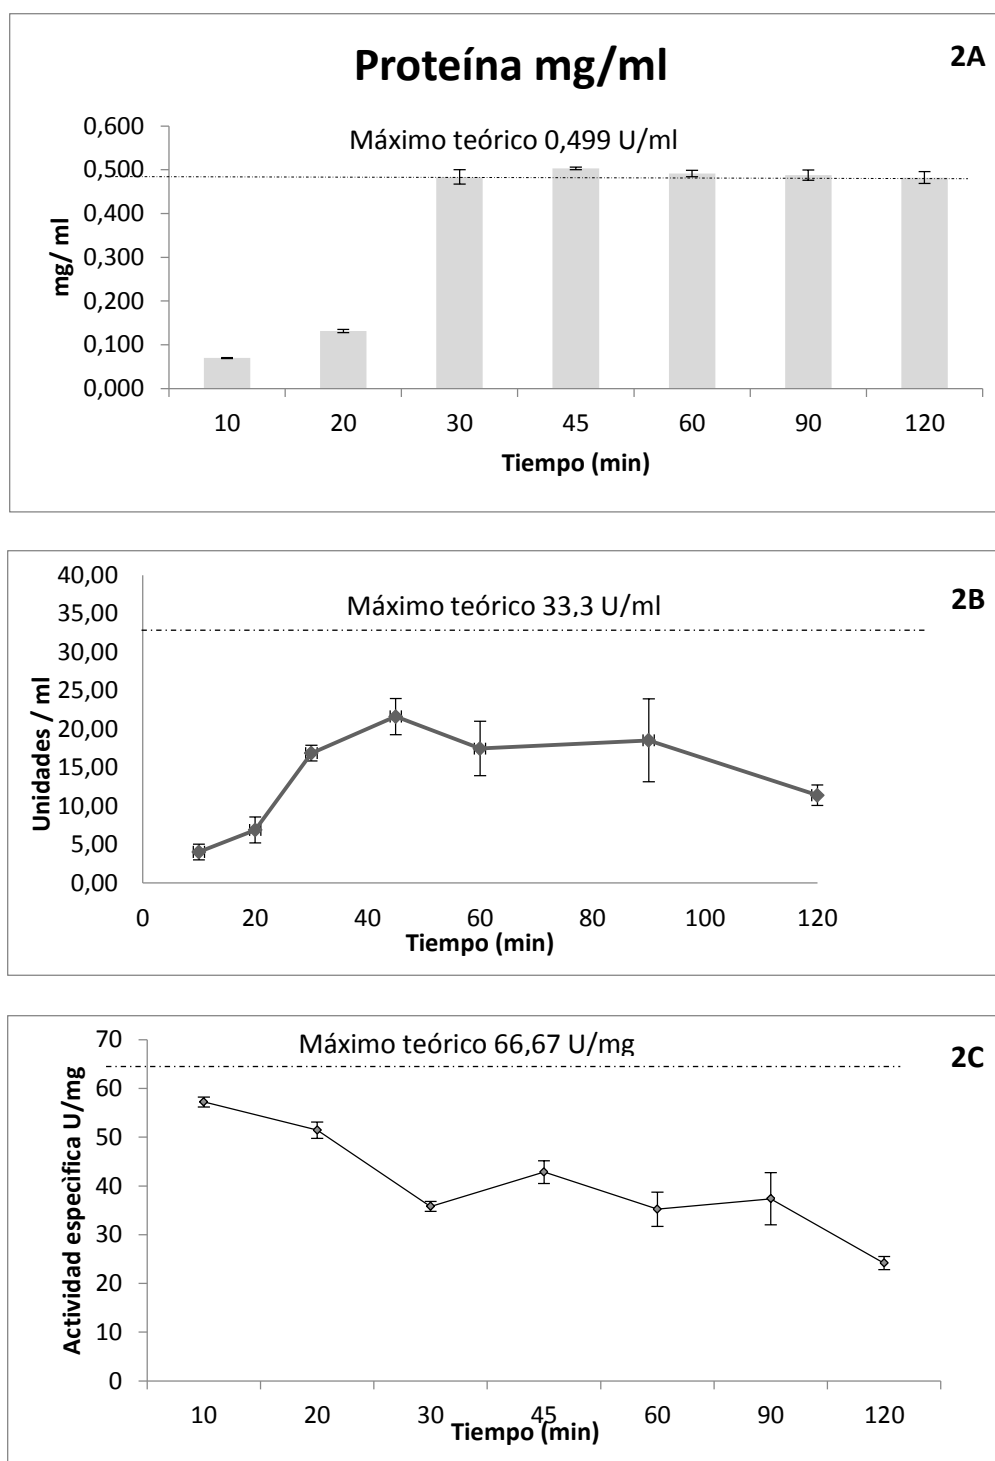 Proteína mg/ml
2A
Máximo teórico 0,499 U/ml
0,600
0,500
0,400
0,300
0,200
0,100
0,000
mg/ ml
10 20 30 45 60 90 120
Tiempo (min)
2B
Máximo teórico 33,3 U/ml
40,00
35,00
30,00
25,00
20,00
15,00
10,00
5,00
0,00
Unidades / ml
0 20 40 60 80 100 120
Tiempo (min)
2C
Máximo teórico 66,67 U/mg
70
60
50
40
30
20
10
0
Actividad especìfica U/mg
10 20 30 45 60 90 120
Tiempo (min)